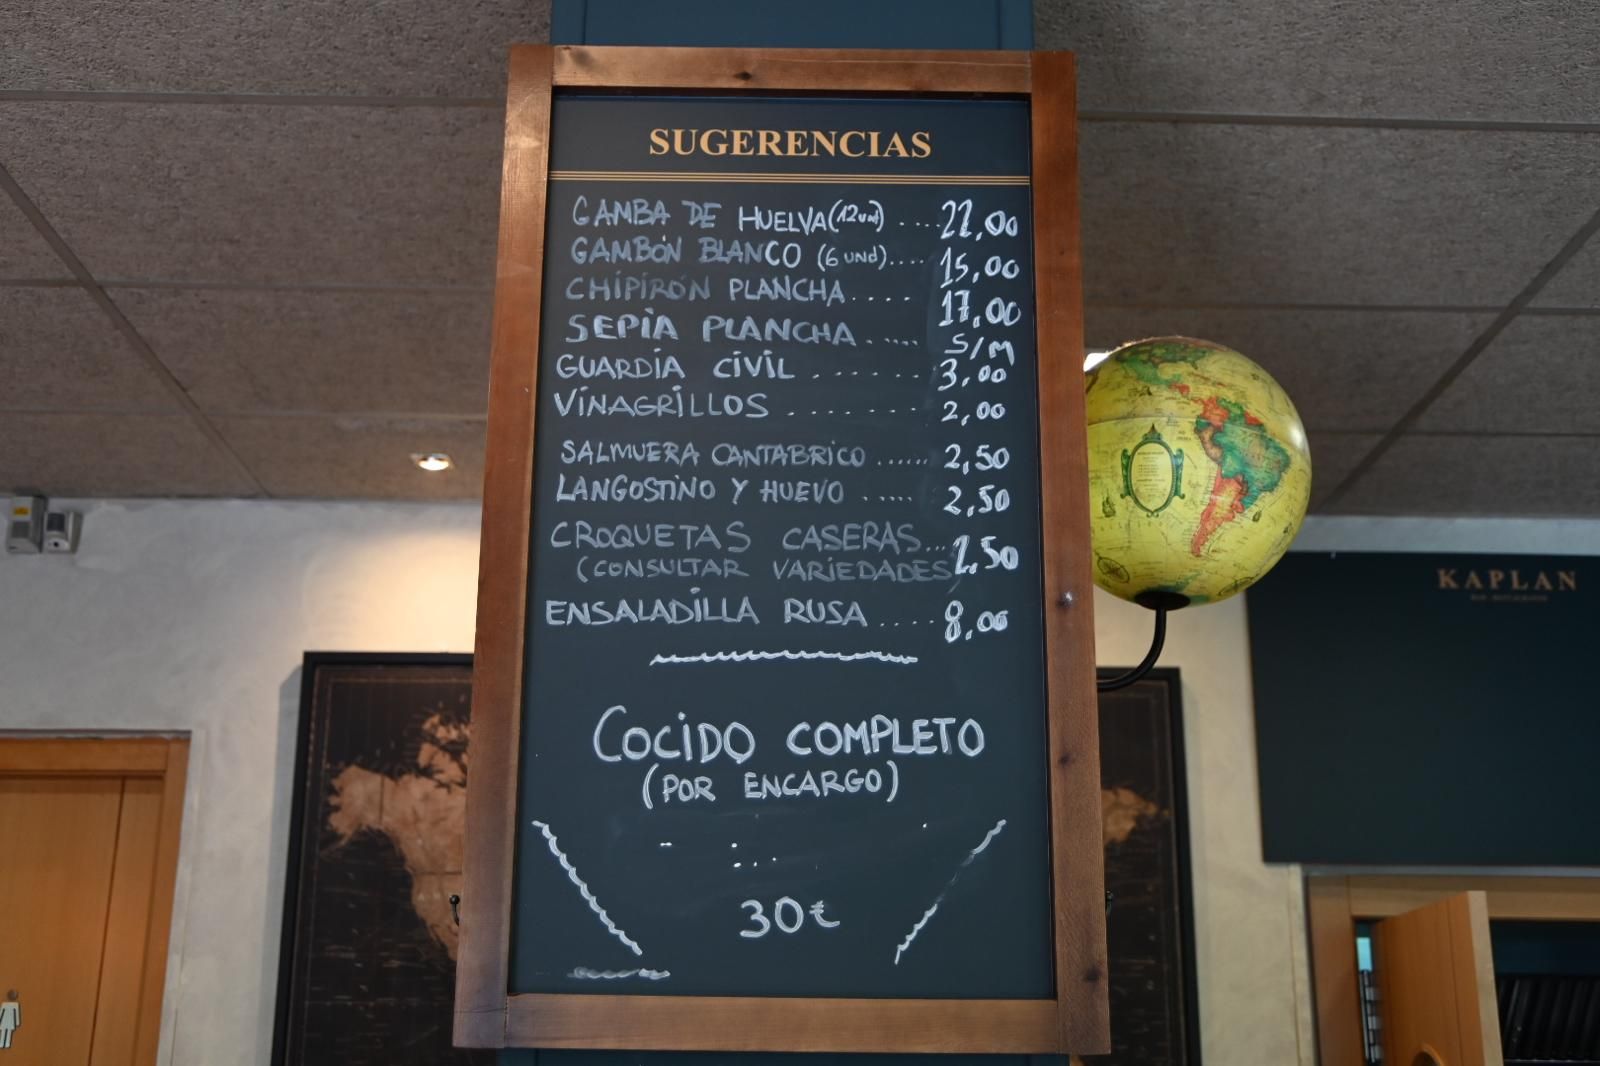 SUGERENCIAS
GAMBA DE HUELVA (12 und) .... 22,00
GAMBÓN BLANCO (6 und).... 15,00
CHIPIRÓN PLANCHA.... 17,00
SEPIA PLANCHA ..... S/M
GUARDIA CIVIL ....... 3,00
VINAGRILLOS ........ 2,00
SALMUERA CANTABRICO ...... 2,50
LANGOSTINO Y HUEVO ..... 2,50
CROQUETAS CASERAS... 2,50
(CONSULTAR VARIEDADES
ENSALADILLA RUSA .... 8,00
COCIDO COMPLETO
(POR ENCARGO)
30€
KAPLAN
BAR - RESTAURANTE